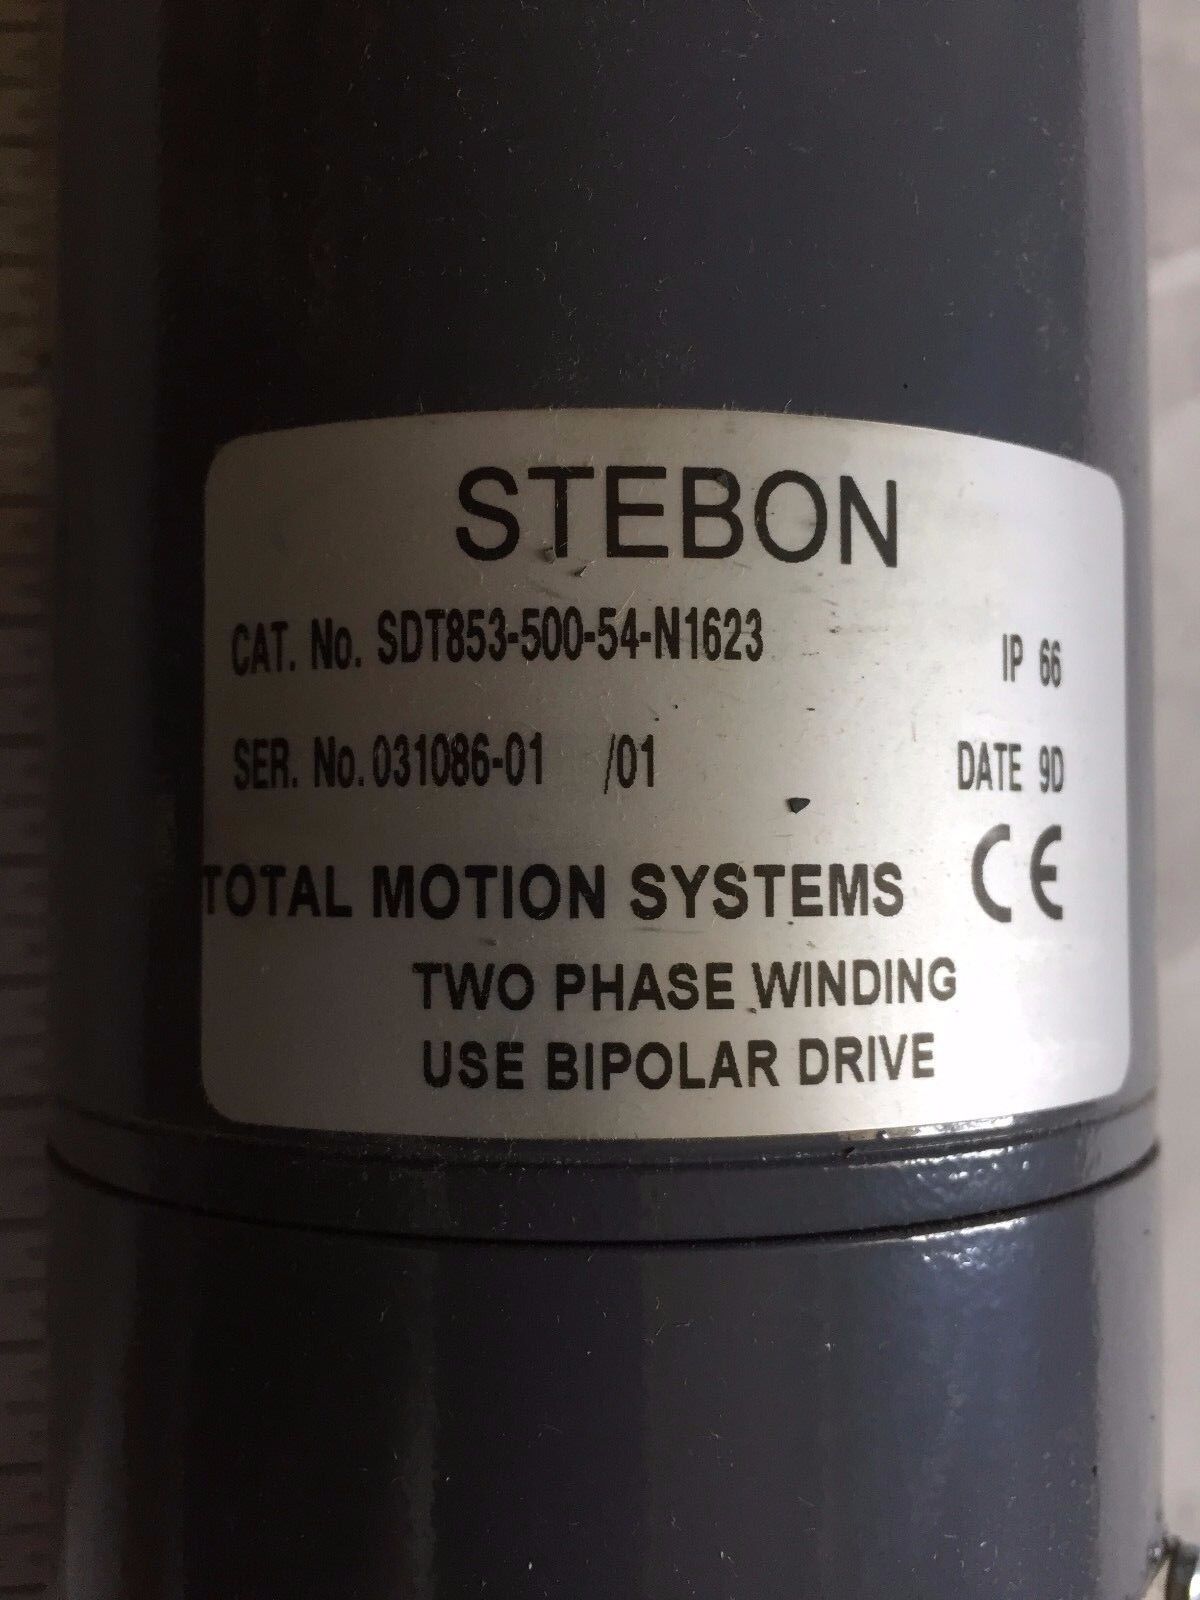 STEBON
CAT. No. SDT853-500-54-N1623 IP 66
SER. No. 031086-01 /01 DATE 9D
TOTAL MOTION SYSTEMS CE
TWO PHASE WINDING
USE BIPOLAR DRIVE